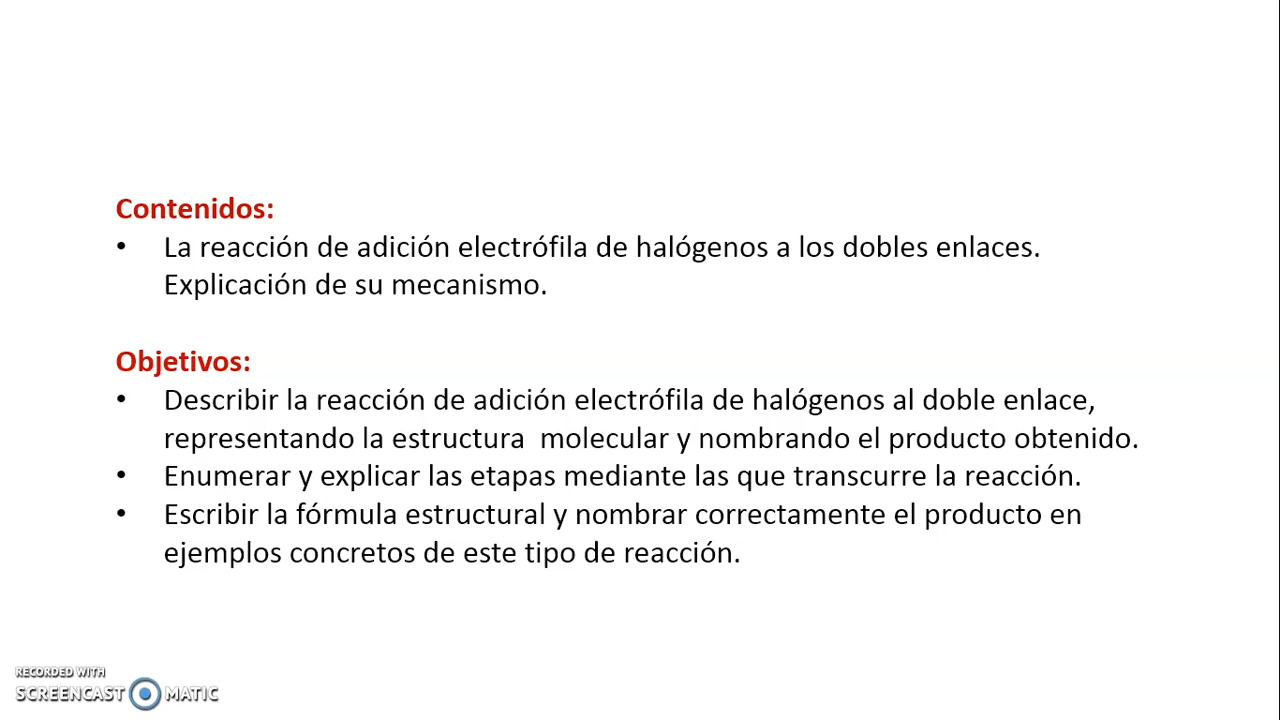 Contenidos:
• La reacción de adición electrófila de halógenos a los dobles enlaces.
Explicación de su mecanismo.
Objetivos:
• Describir la reacción de adición electrófila de halógenos al doble enlace,
representando la estructura  molecular y nombrando el producto obtenido.
• Enumerar y explicar las etapas mediante las que transcurre la reacción.
• Escribir la fórmula estructural y nombrar correctamente el producto en
ejemplos concretos de este tipo de reacción.
RECORDED WITH
SCREENCAST MATIC